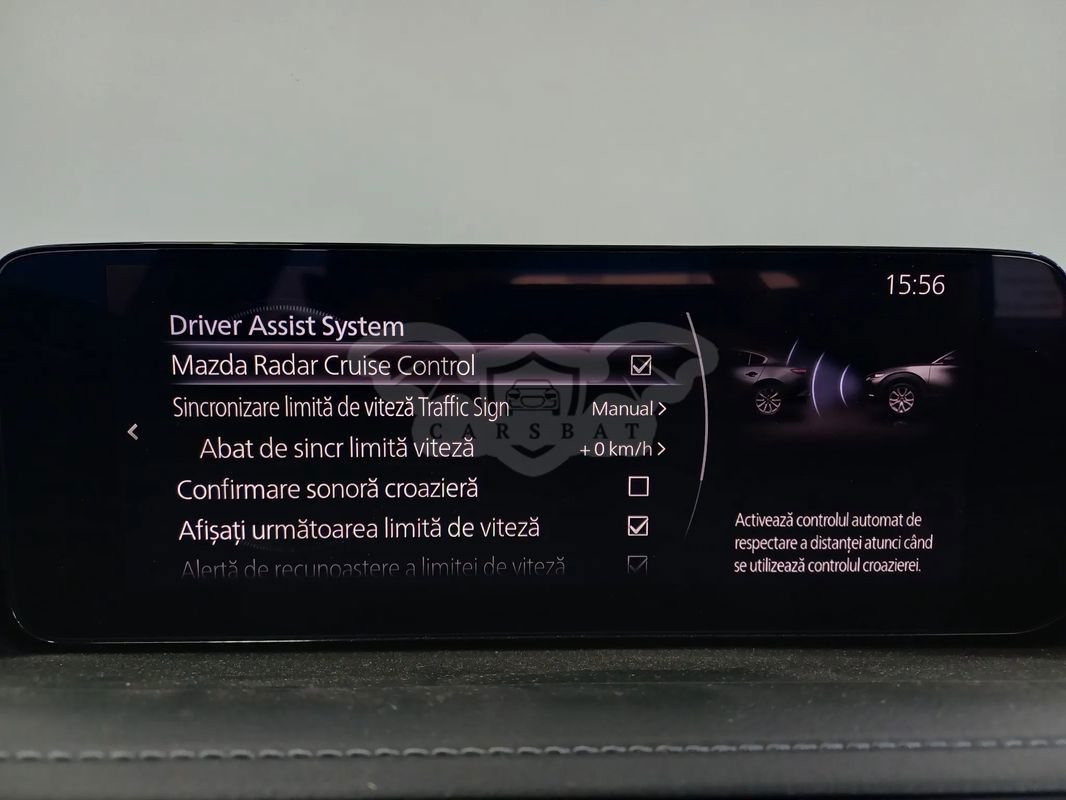 15:56
Driver Assist System
Mazda Radar Cruise Control
Sincronizare limită de viteză Traffic Sign Manual >
Abat de sincr limită viteză +0 km/h >
Confirmare sonoră croazieră
Afișați următoarea limită de viteză
Alertă de recunoaștere a limitei de viteză
CARSBAT
Activează controlul automat de
respectare a distanței atunci când
se utilizează controlul croazierei.